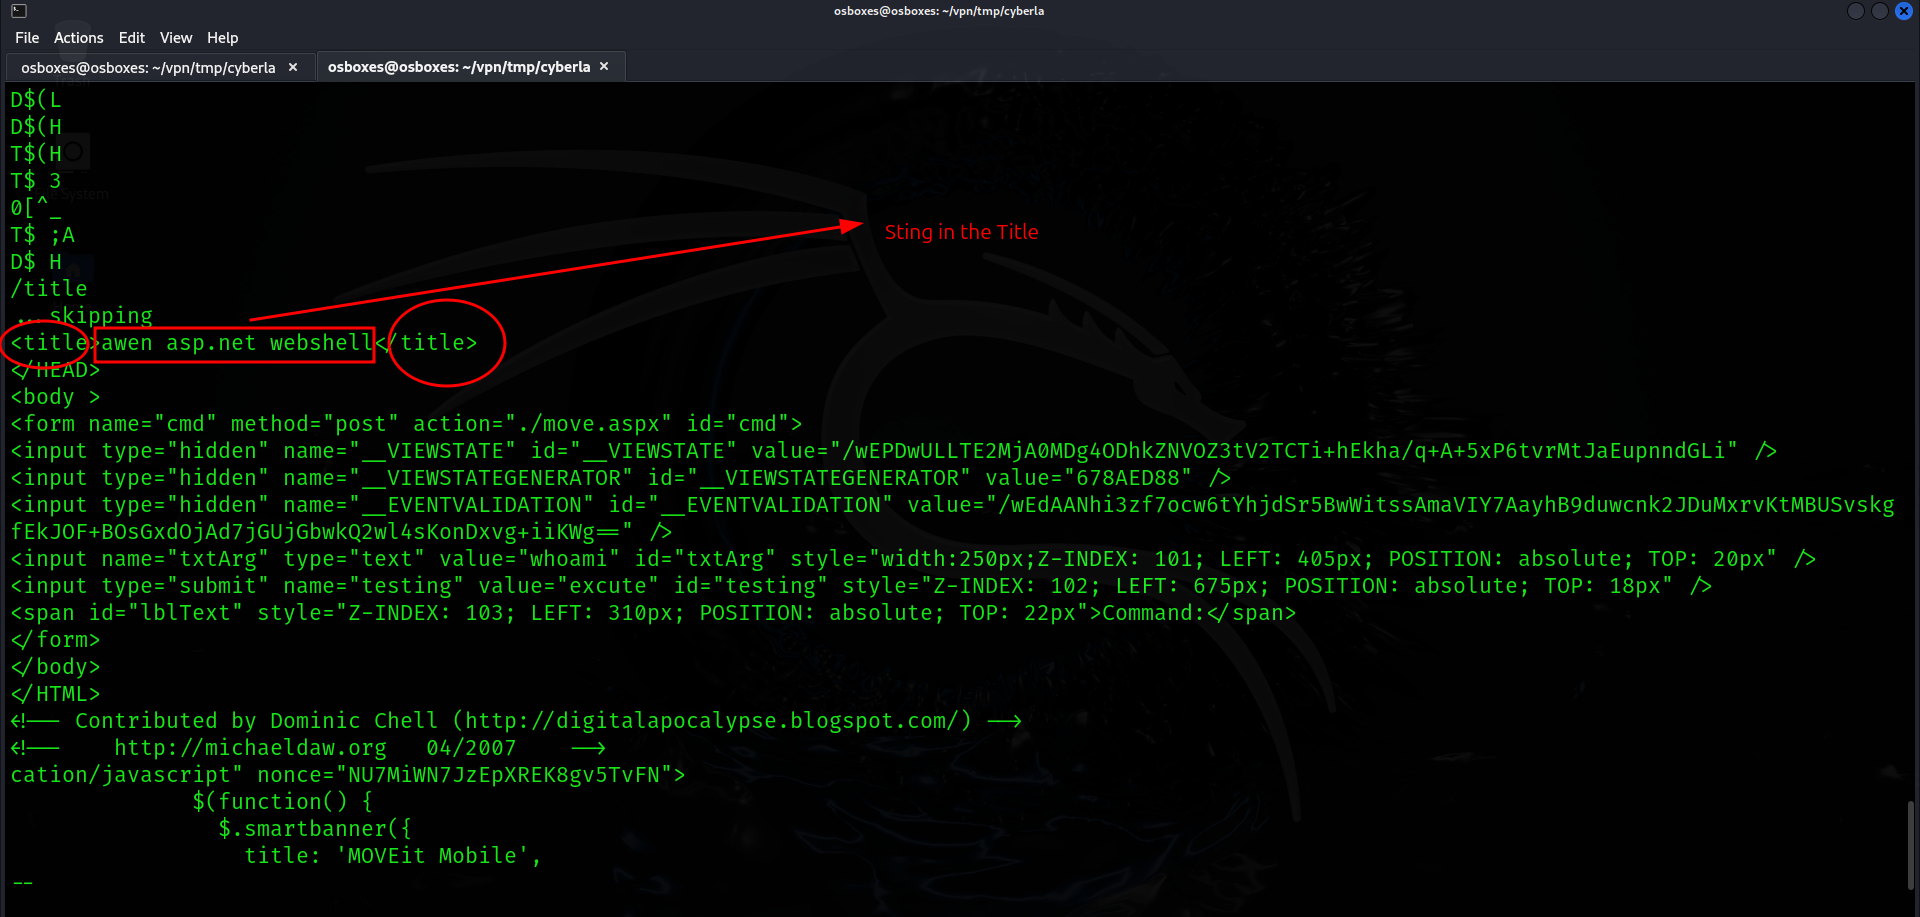 osboxes@osboxes: ~/vpn/tmp/cyberla
File Actions Edit View Help
osboxes@osboxes: ~/vpn/tmp/cyberla × osboxes@osboxes: ~/vpn/tmp/cyberla ×
D$(L
D$(H
T$(H
T$ 3
0[^_
T$ ;A
D$ H
/title
...skipping
Sting in the Title
<title>awen asp.net webshell</title>
</HEAD>
<body >
<form name="cmd" method="post" action="./move.aspx" id="cmd">
<input type="hidden" name="__VIEWSTATE" id="__VIEWSTATE" value="/wEPDwULLTE2MjA0MDg4ODhkZNVOZ3tV2TCTi+hEkha/q+A+5xP6tvrMtJaEupnndGLi" />
<input type="hidden" name="__VIEWSTATEGENERATOR" id="__VIEWSTATEGENERATOR" value="678AED88" />
<input type="hidden" name="__EVENTVALIDATION" id="__EVENTVALIDATION" value="/wEdAANhi3zf7ocw6tYhjdSr5BwWitssAmaVIY7AayhB9duwcnk2JDuMxrvKtMBUSvskg
fEkJOF+BOsGxdOjAd7jGUjGbwkQ2wl4sKonDxvg+iiKWg==" />
<input name="txtArg" type="text" value="whoami" id="txtArg" style="width:250px;Z-INDEX: 101; LEFT: 405px; POSITION: absolute; TOP: 20px" />
<input type="submit" name="testing" value="excute" id="testing" style="Z-INDEX: 102; LEFT: 675px; POSITION: absolute; TOP: 18px" />
<span id="lblText" style="Z-INDEX: 103; LEFT: 310px; POSITION: absolute; TOP: 22px">Command:</span>
</form>
</body>
</HTML>
<!-- Contributed by Dominic Chell (http://digitalapocalypse.blogspot.com/) -->
<!-- http://michaeldaw.org 04/2007 -->
cation/javascript" nonce="NU7MiWN7JzEpXREK8gv5TvFN">
$(function() {
$.smartbanner({
title: 'MOVEit Mobile',
--